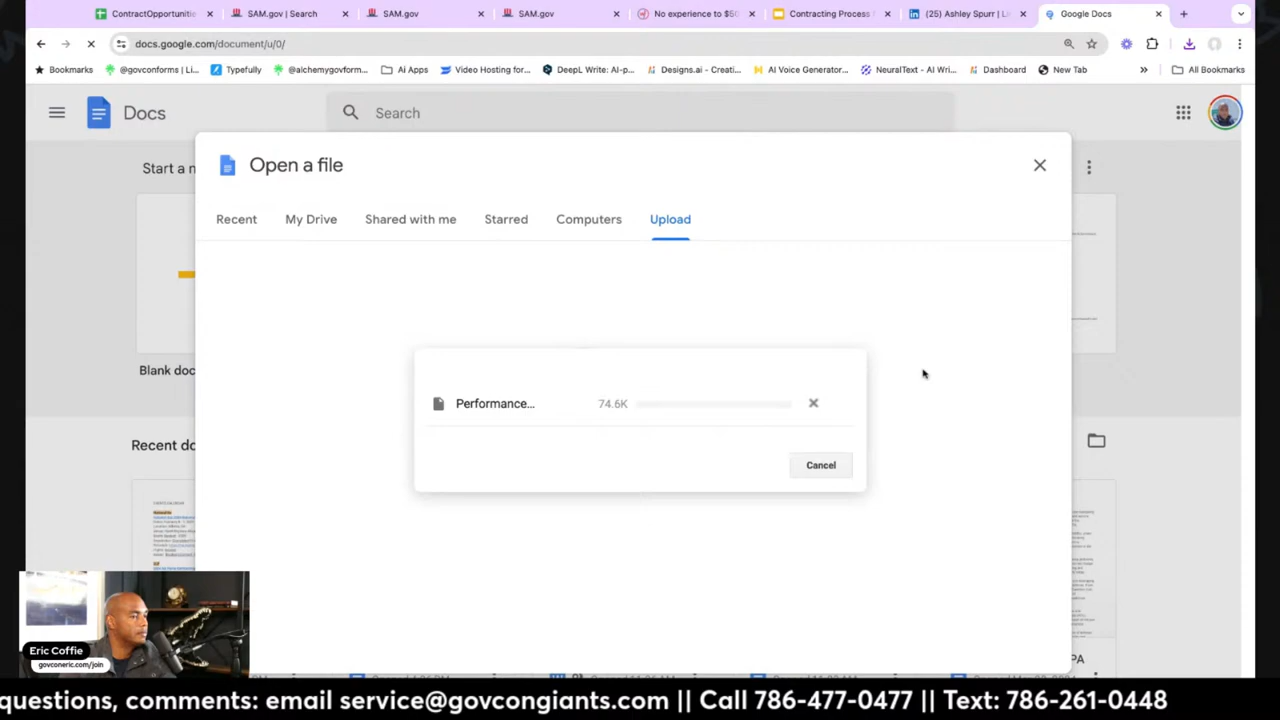 ContractOpportuniti
SAM.gov | Search
SAM.gov
SAM.gov
No experience to $50
Contracting Process
(25) Ashley Spurr | Li
Google Docs
docs.google.com/document/u/0/
Bookmarks
@govconforms | Li...
Typefully
@alchemygovform...
Ai Apps
Video Hosting for...
DeepL Write: AI-p...
Designs.ai - Creati...
AI Voice Generator...
NeuralText - AI Wri...
Dashboard
New Tab
All Bookmarks
Docs
Search
Start a n
Open a file
Recent
My Drive
Shared with me
Starred
Computers
Upload
Blank doc
Performance...
74.6K
Cancel
Recent do
PA
Eric Coffie
govconeric.com/join
questions, comments: email service@govcongiants.com || Call 786-477-0477 || Text: 786-261-0448